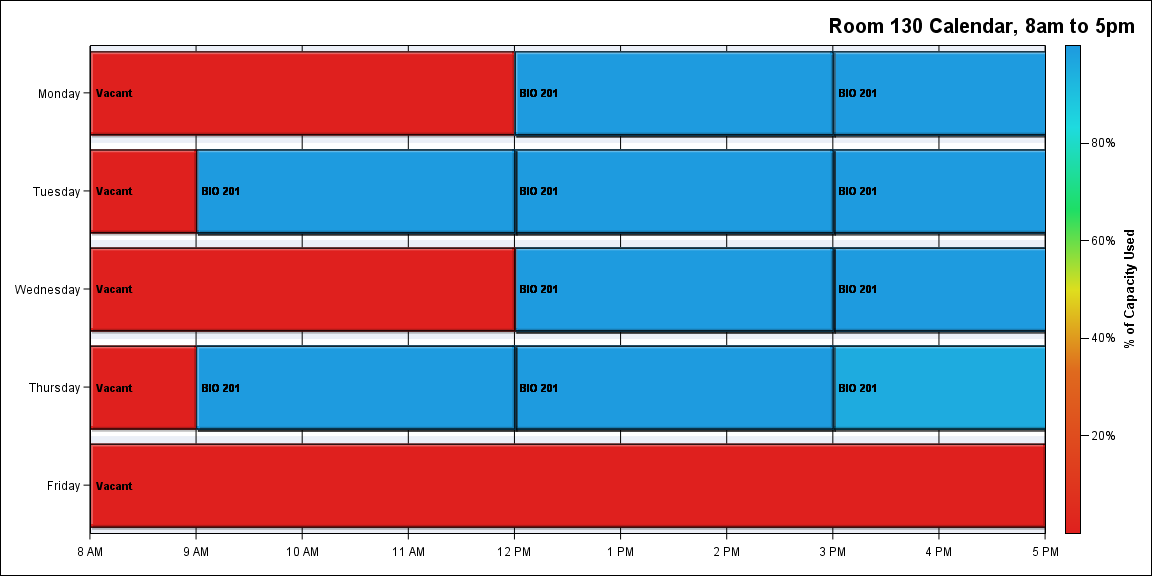 Room 130 Calendar, 8am to 5pm
Monday
Vacant
BIO 201
BIO 201
Tuesday
Vacant
BIO 201
BIO 201
BIO 201
Wednesday
Vacant
BIO 201
BIO 201
Thursday
Vacant
BIO 201
BIO 201
BIO 201
Friday
Vacant
8 AM
9 AM
10 AM
11 AM
12 PM
1 PM
2 PM
3 PM
4 PM
5 PM
80%
60%
40%
20%
% of Capacity Used